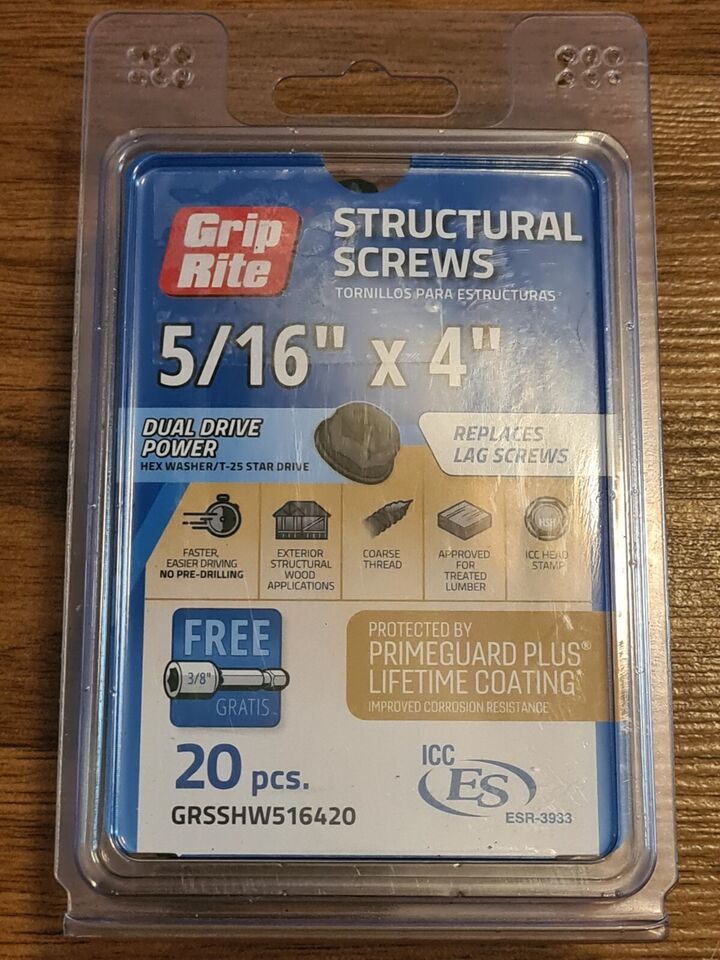 Grip
Rite
STRUCTURAL
SCREWS
TORNILLOS PARA ESTRUCTURAS
5/16" x 4"
DUAL DRIVE
POWER
HEX WASHER/T-25 STAR DRIVE
REPLACES
LAG SCREWS
FASTER,
EASIER DRIVING
NO PRE-DRILLING
EXTERIOR
STRUCTURAL
WOOD
APPLICATIONS
COARSE
THREAD
APPROVED
FOR
TREATED
LUMBER
HSH
ICC HEAD
STAMP
FREE
3/8"
GRATIS
PROTECTED BY
PRIMEGUARD PLUS®
LIFETIME COATING
IMPROVED CORROSION RESISTANCE
20 pcs.
GRSSHW516420
ICC
ES
ESR-3933